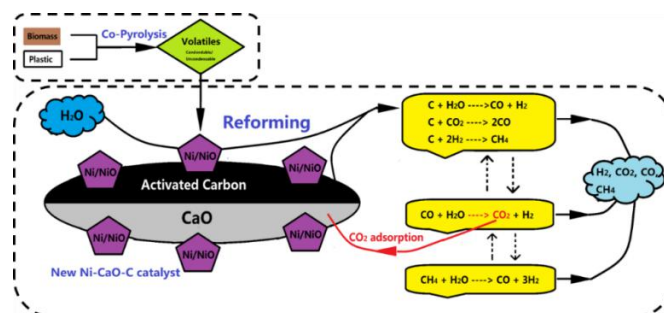 Biomass
Plastic
Co-Pyrolysis
Volatiles
H₂O
Reforming
Ni/NiO
Ni/NiO
Ni/NiO
Activated Carbon
CaO
Ni/NiO
Ni/NiO
Ni/NiO
New Ni-CaO-C catalyst
CO₂ adsorption
C + H₂O ---->CO + H₂
C + CO₂ ----> 2CO
C + 2H₂ ----> CH₄
CO + H₂O ----> CO₂ + H₂
CH₄ + H₂O ----> CO + 3H₂
H₂, CO₂, CO,
CH₄